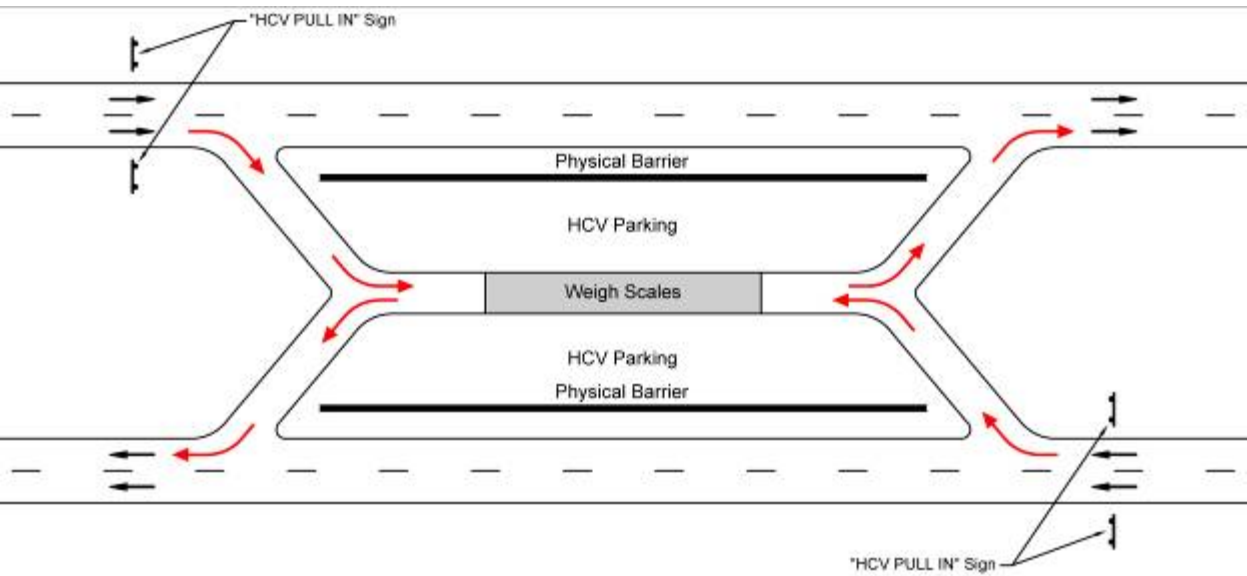 "HCV PULL IN" Sign
Physical Barrier
HCV Parking
Weigh Scales
HCV Parking
Physical Barrier
"HCV PULL IN" Sign